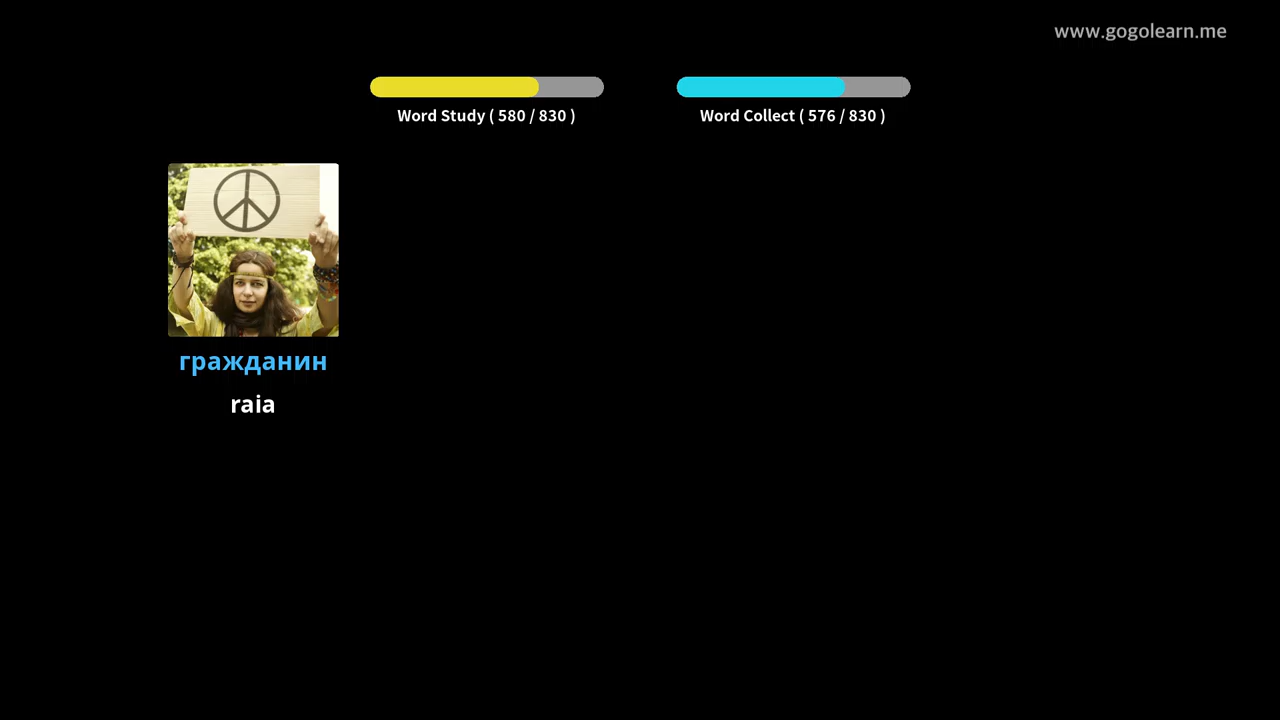 www.gogolearn.me
Word Study ( 580 / 830 )
Word Collect ( 576 / 830 )
гражданин
raia